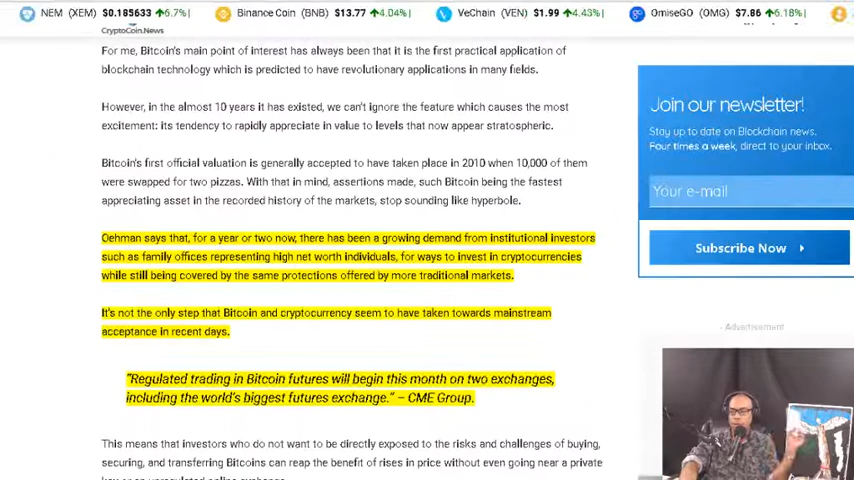 NEM (XEM) $0.185633 6.7% | Binance Coin (BNB) $13.77 4.04% | VeChain (VEN) $1.99 4.43% | OmiseGO (OMG) $7.86 6.18% |
CryptoCoin.News
For me, Bitcoin's main point of interest has always been that it is the first practical application of
blockchain technology which is predicted to have revolutionary applications in many fields.
However, in the almost 10 years it has existed, we can't ignore the feature which causes the most
excitement: its tendency to rapidly appreciate in value to levels that now appear stratospheric.
Bitcoin's first official valuation is generally accepted to have taken place in 2010 when 10,000 of them
were swapped for two pizzas. With that in mind, assertions made, such Bitcoin being the fastest
appreciating asset in the recorded history of the markets, stop sounding like hyperbole.
Oehman says that, for a year or two now, there has been a growing demand from institutional investors
such as family offices representing high net worth individuals, for ways to invest in cryptocurrencies
while still being covered by the same protections offered by more traditional markets.
It's not the only step that Bitcoin and cryptocurrency seem to have taken towards mainstream
acceptance in recent days.
"Regulated trading in Bitcoin futures will begin this month on two exchanges,
including the world's biggest futures exchange." – CME Group.
This means that investors who do not want to be directly exposed to the risks and challenges of buying,
securing, and transferring Bitcoins can reap the benefit of rises in price without even going near a private
Join our newsletter!
Stay up to date on Blockchain news.
Four times a week, direct to your inbox.
Your e-mail
Subscribe Now
- Advertisement -